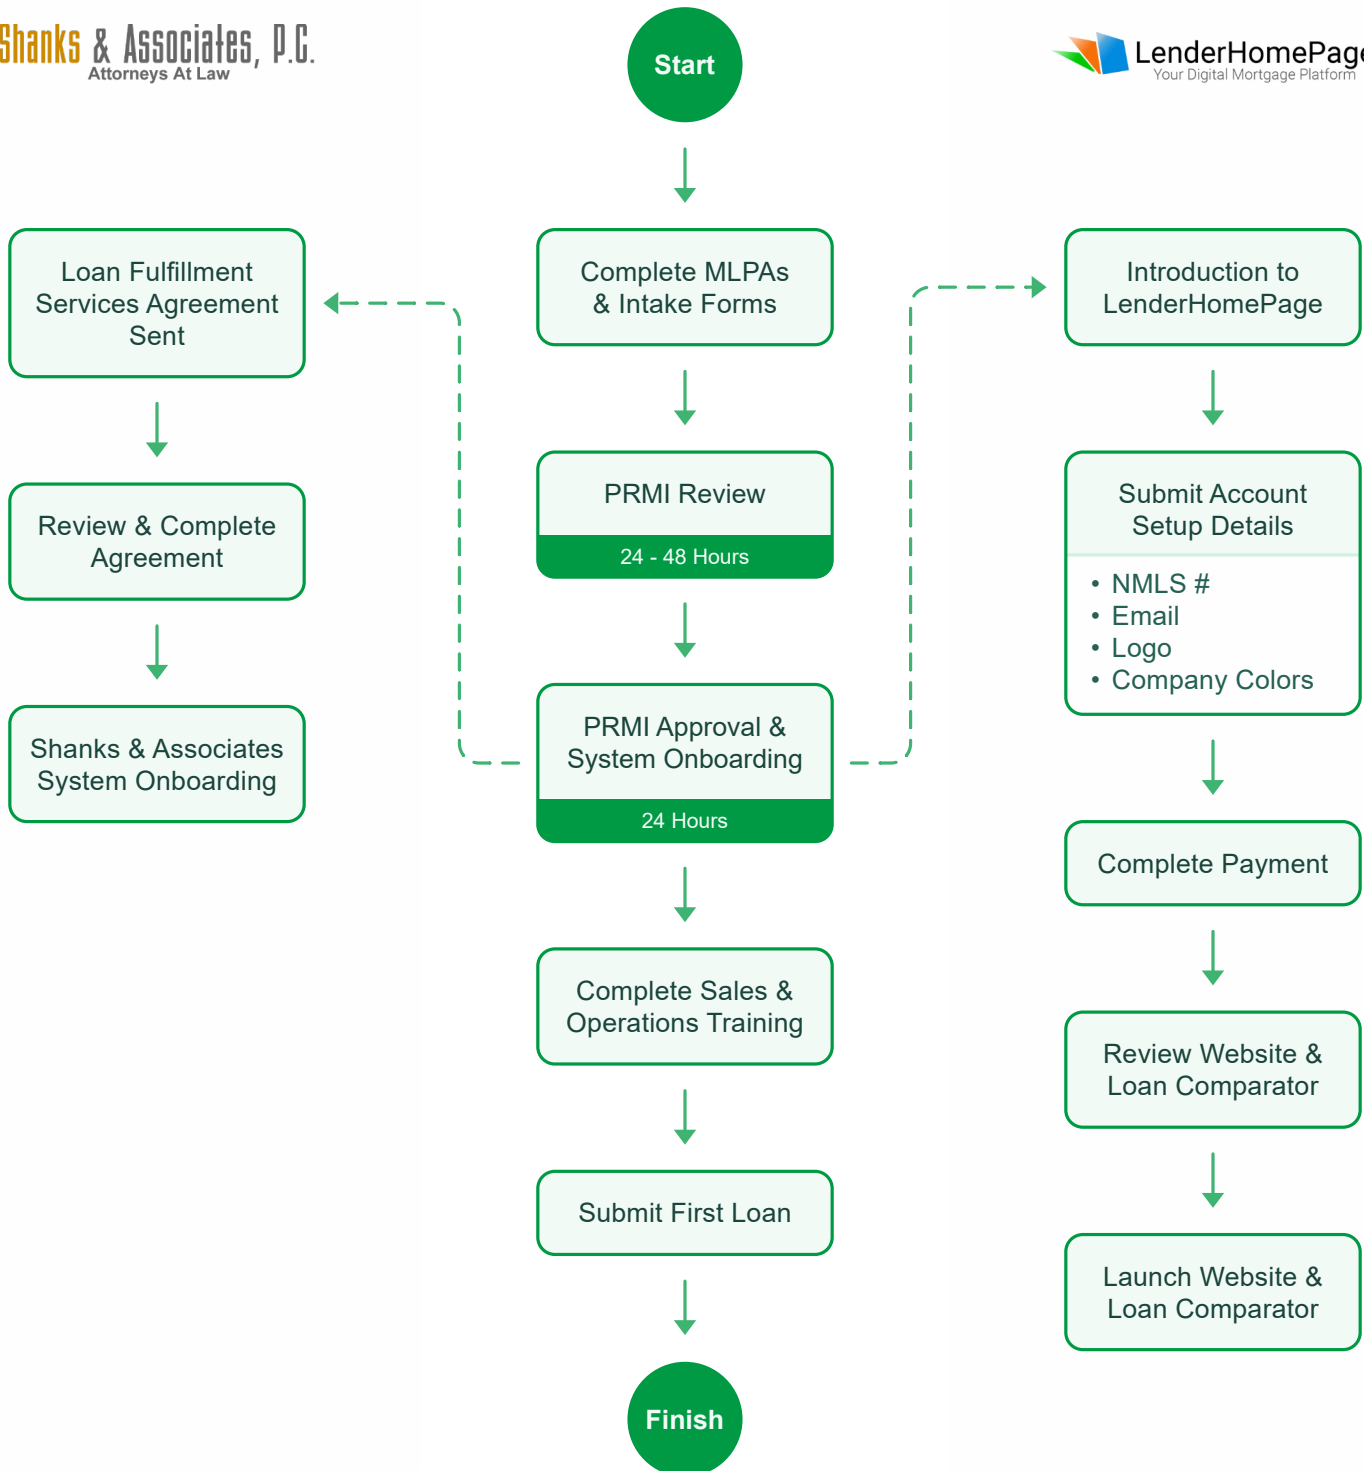 Shanks & Associates, P.C.
Attorneys At Law
Start
LenderHomePage
Your Digital Mortgage Platform
Loan Fulfillment
Services Agreement
Sent
Review & Complete
Agreement
Shanks & Associates
System Onboarding
Complete MLPAs
& Intake Forms
PRMI Review
24 - 48 Hours
PRMI Approval &
System Onboarding
24 Hours
Complete Sales &
Operations Training
Submit First Loan
Finish
Introduction to
LenderHomePage
Submit Account
Setup Details
• NMLS #
• Email
• Logo
• Company Colors
Complete Payment
Review Website &
Loan Comparator
Launch Website &
Loan Comparator